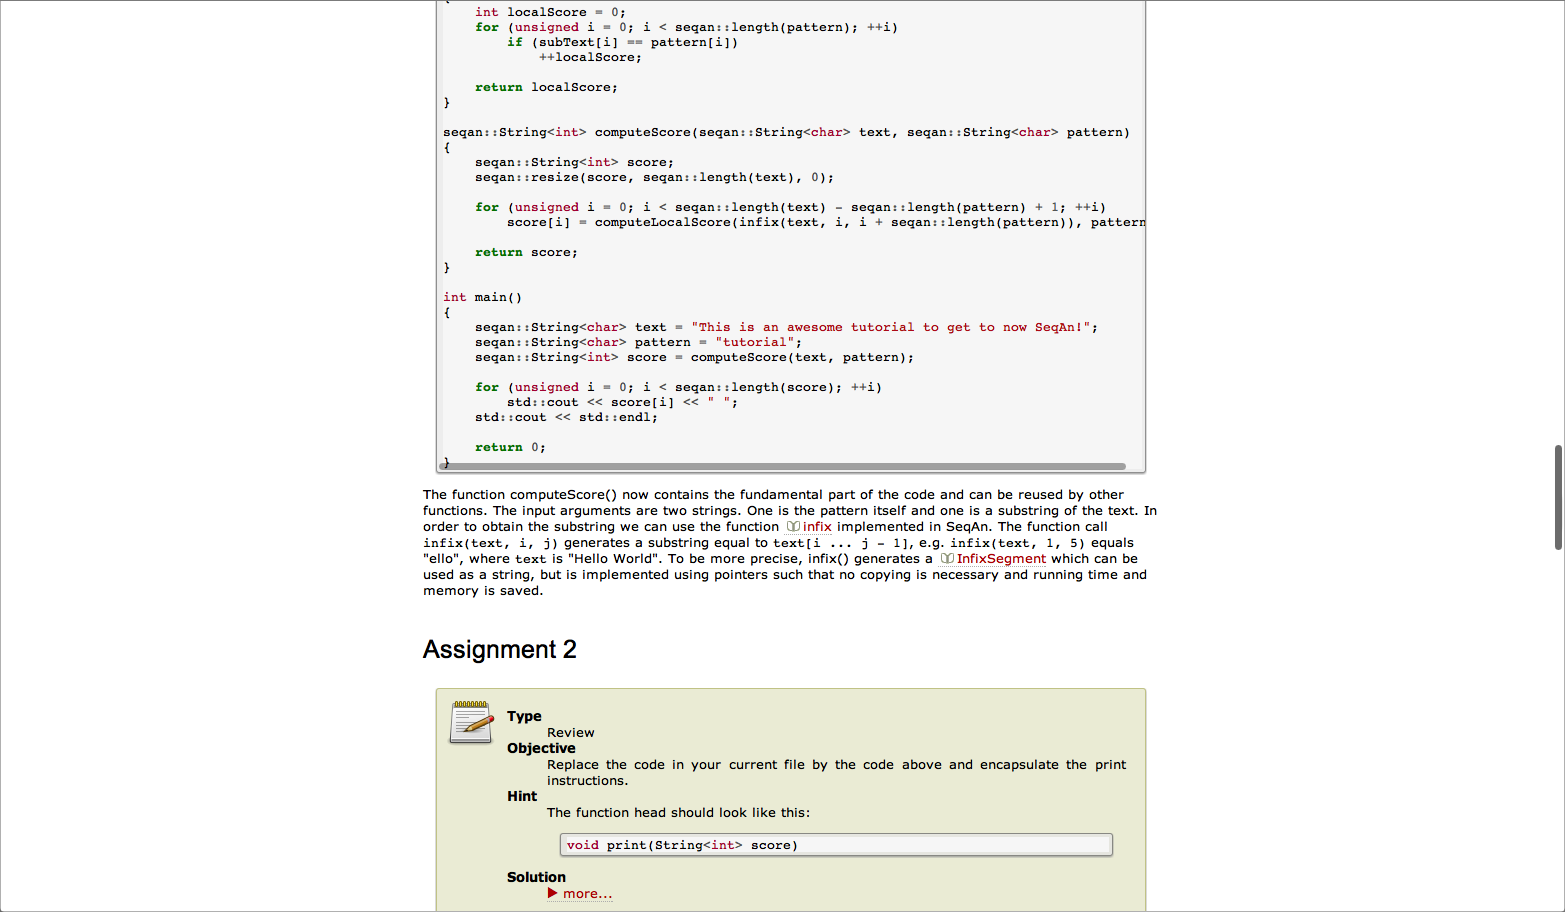 {
    int localScore = 0;
    for (unsigned i = 0; i < seqan::length(pattern); ++i)
        if (subText[i] == pattern[i])
            ++localScore;
    return localScore;
}
seqan::String<int> computeScore(seqan::String<char> text, seqan::String<char> pattern)
{
    seqan::String<int> score;
    seqan::resize(score, seqan::length(text), 0);
    for (unsigned i = 0; i < seqan::length(text) - seqan::length(pattern) + 1; ++i)
        score[i] = computeLocalScore(infix(text, i, i + seqan::length(pattern)), pattern
    return score;
}
int main()
{
    seqan::String<char> text = "This is an awesome tutorial to get to now SeqAn!";
    seqan::String<char> pattern = "tutorial";
    seqan::String<int> score = computeScore(text, pattern);
    for (unsigned i = 0; i < seqan::length(score); ++i)
        std::cout << score[i] << " ";
    std::cout << std::endl;
    return 0;
}
The function computeScore() now contains the fundamental part of the code and can be reused by other
functions. The input arguments are two strings. One is the pattern itself and one is a substring of the text. In
order to obtain the substring we can use the function infix implemented in SeqAn. The function call
infix(text, i, j) generates a substring equal to text[i ... j - 1], e.g. infix(text, 1, 5) equals
"ello", where text is "Hello World". To be more precise, infix() generates a InfixSegment which can be
used as a string, but is implemented using pointers such that no copying is necessary and running time and
memory is saved.
Assignment 2
Type
Review
Objective
Replace the code in your current file by the code above and encapsulate the print
instructions.
Hint
The function head should look like this:
void print(String<int> score)
Solution
more...